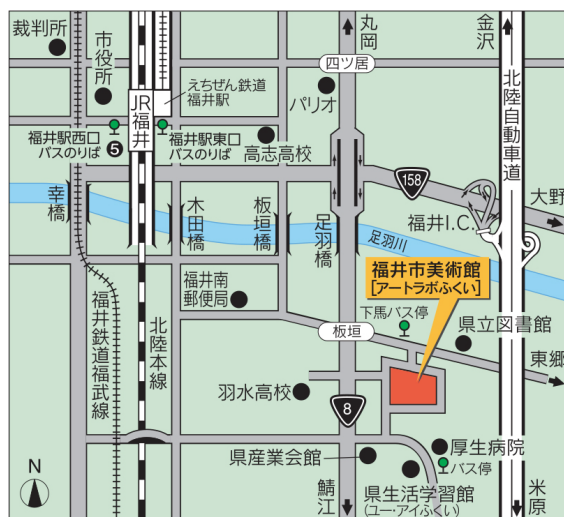 裁判所
市役所
JR福井
えちぜん鉄道
福井駅
丸岡
四ツ居
パリオ
金沢
北陸自動車道
福井駅西口
バスのりば
5
福井駅東口
バスのりば
高志高校
158
大野
福井I.C.
幸橋
木田橋
板垣橋
足羽橋
足羽川
福井市美術館
[アートラボふくい]
福井南
郵便局
下馬バス停
板垣
県立図書館
東郷
福井鉄道福武線
北陸本線
羽水高校
8
厚生病院
バス停
県産業会館
県生活学習館
(ユー・アイふくい)
鯖江
米原
N